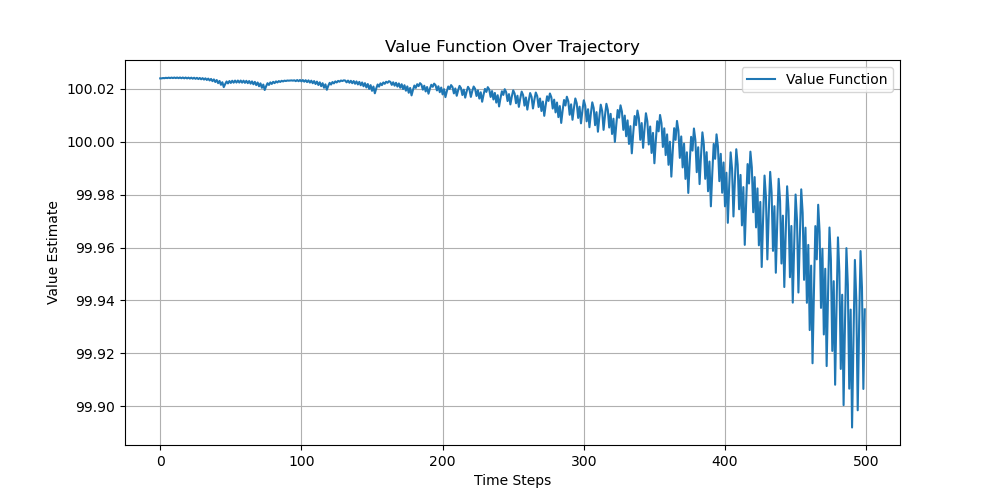 Value Function Over Trajectory
Value Function
Value Estimate
100.02
100.00
99.98
99.96
99.94
99.92
99.90
0 100 200 300 400 500
Time Steps